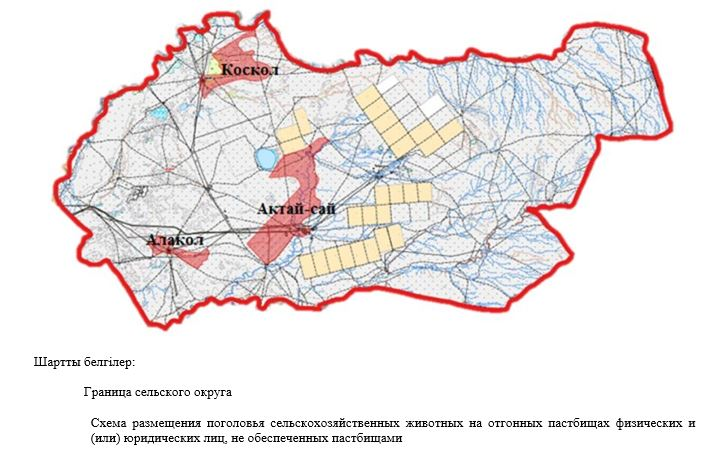 Коскол
Актай-сай
Алакол
Шартты белгілер:
Граница сельского округа
Схема размещения поголовья сельскохозяйственных животных на отгонных пастбищах физических и
(или) юридических лиц, не обеспеченных пастбищами